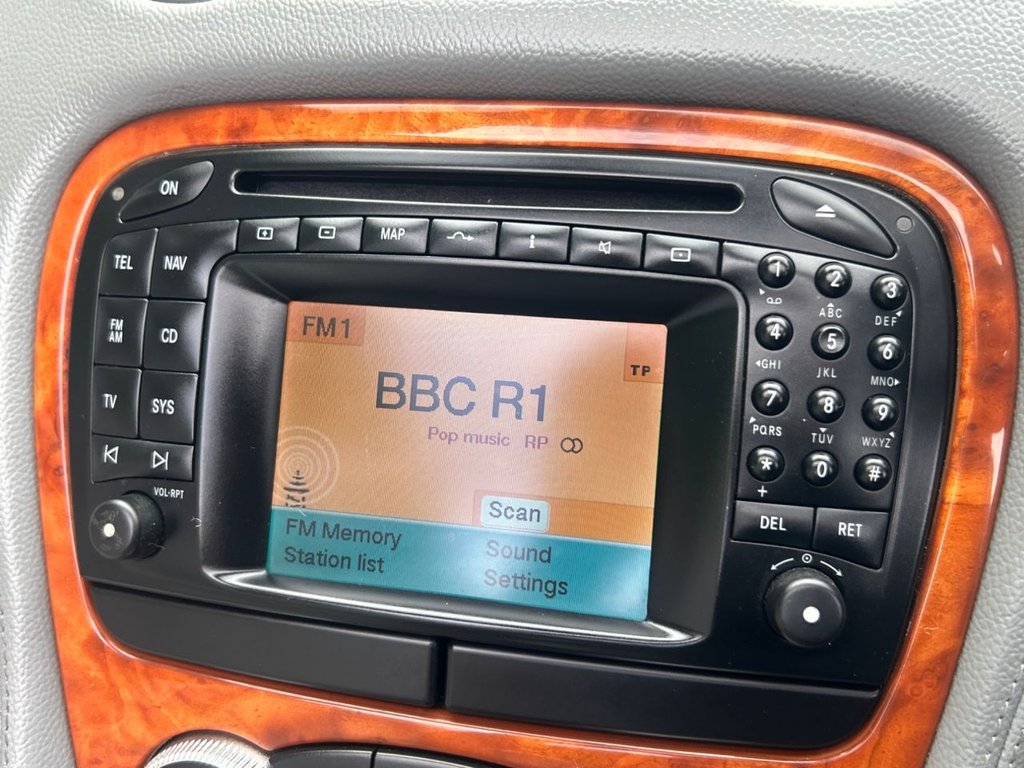 ON
MAP
i
TEL NAV
FM
AM
CD
TV SYS
VOL·RPT
1 2 3
ABC DEF
4 5 6
GHI JKL MNO
7 8 9
PQRS TUV WXYZ
* 0 #
+
DEL RET
FM1
TP
BBC R1
Pop music RP
Scan
FM Memory
Sound
Station list
Settings